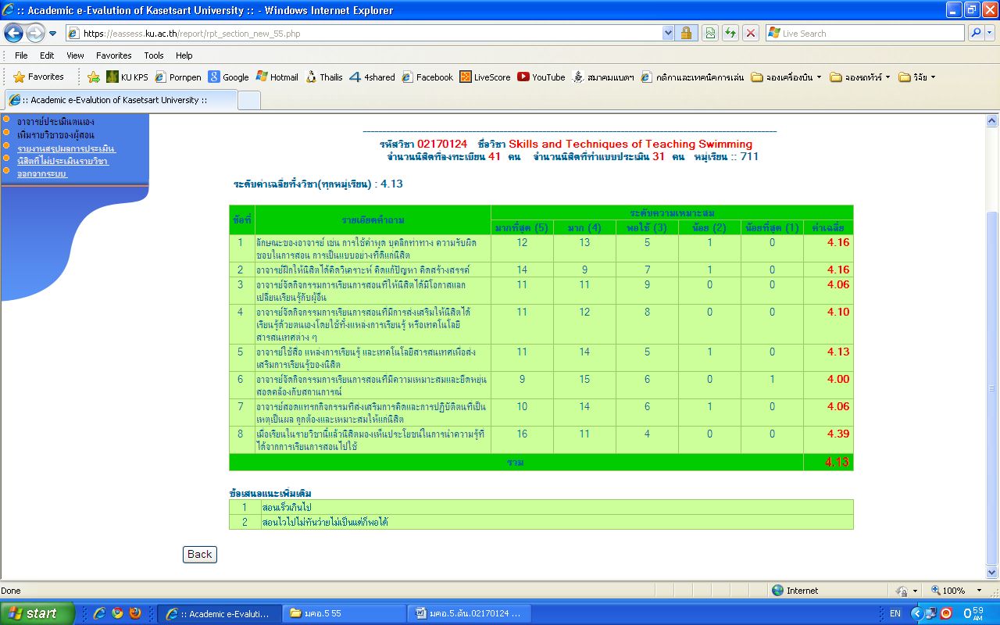 :: Academic e-Evalution of Kasetsart University :: - Windows Internet Explorer
https://eassess.ku.ac.th/report/rpt_section_new_55.php
Live Search
File Edit View Favorites Tools Help
Favorites KU KPS Pornpen Google Hotmail Thailis 4shared Facebook LiveScore YouTube สมาคมแบดฯ กติกาและเทคนิคการเล่น จองเครื่องบิน จองรถทัวร์ วิจัย
:: Academic e-Evalution of Kasetsart University ::
อาจารย์ประเมินตนเอง
เพิ่มรายวิชาของผู้สอน
รายงานสรุปผลการประเมิน
นิสิตที่ไม่ประเมินรายวิชา
ออกจากระบบ
รหัสวิชา 02170124 ชื่อวิชา Skills and Techniques of Teaching Swimming
จำนวนนิสิตที่ลงทะเบียน 41 คน จำนวนนิสิตที่ทำแบบประเมิน 31 คน หมู่เรียน :: 711
ระดับค่าเฉลี่ยทั้งวิชา(ทุกหมู่เรียน) : 4.13
ข้อที่ รายเอียดคำถาม ระดับความเหมาะสม
มากที่สุด (5) มาก (4) พอใช้ (3) น้อย (2) น้อยที่สุด (1) ค่าเฉลี่ย
1 ลักษณะของอาจารย์ เช่น การใช้คำพูด บุคลิกท่าทาง ความรับผิด 12 13 5 1 0 4.16
ชอบในการสอน การเป็นแบบอย่างที่ดีแก่นิสิต
2 อาจารย์ฝึกให้นิสิตได้คิดวิเคราะห์ คิดแก้ปัญหา คิดสร้างสรรค์ 14 9 7 1 0 4.16
3 อาจารย์จัดกิจกรรมการเรียนการสอนที่ให้นิสิตได้มีโอกาสแลก 11 11 9 0 0 4.06
เปลี่ยนเรียนรู้กับผู้อื่น
4 อาจารย์จัดกิจกรรมการเรียนการสอนที่มีการส่งเสริมให้นิสิตได้ 11 12 8 0 0 4.10
เรียนรู้ด้วยตนเองโดยใช้ทั้งแหล่งการเรียนรู้ หรือเทคโนโลยี
สารสนเทศต่าง ๆ
5 อาจารย์ใช้สื่อ แหล่งการเรียนรู้ และเทคโนโลยีสารสนเทศเพื่อส่ง 11 14 5 1 0 4.13
เสริมการเรียนรู้ของนิสิต
6 อาจารย์จัดกิจกรรมการเรียนการสอนที่มีความเหมาะสมและยืดหยุ่น 9 15 6 0 1 4.00
สอดคล้องกับสถานการณ์
7 อาจารย์สอดแทรกกิจกรรมที่ส่งเสริมการคิดและการปฏิบัติตนที่เป็น 10 14 6 1 0 4.06
เหตุเป็นผล ถูกต้องและเหมาะสมให้แก่นิสิต
8 เมื่อเรียนในรายวิชานี้แล้วนิสิตมองเห็นประโยชน์ในการนำความรู้ที่ 16 11 4 0 0 4.39
ได้จากการเรียนการสอนไปใช้
รวม 4.13
ข้อเสนอแนะเพิ่มเติม
1 สอนเร็วเกินไป
2 สอนไวไปไม่ทันว่ายไม่เป็นแต่ก็พอได้
Back
Done Internet 100%
start :: Academic e-Evaluti... มคอ.5 55 มคอ.5.ต้น.02170124 ... EN 0 59 AM